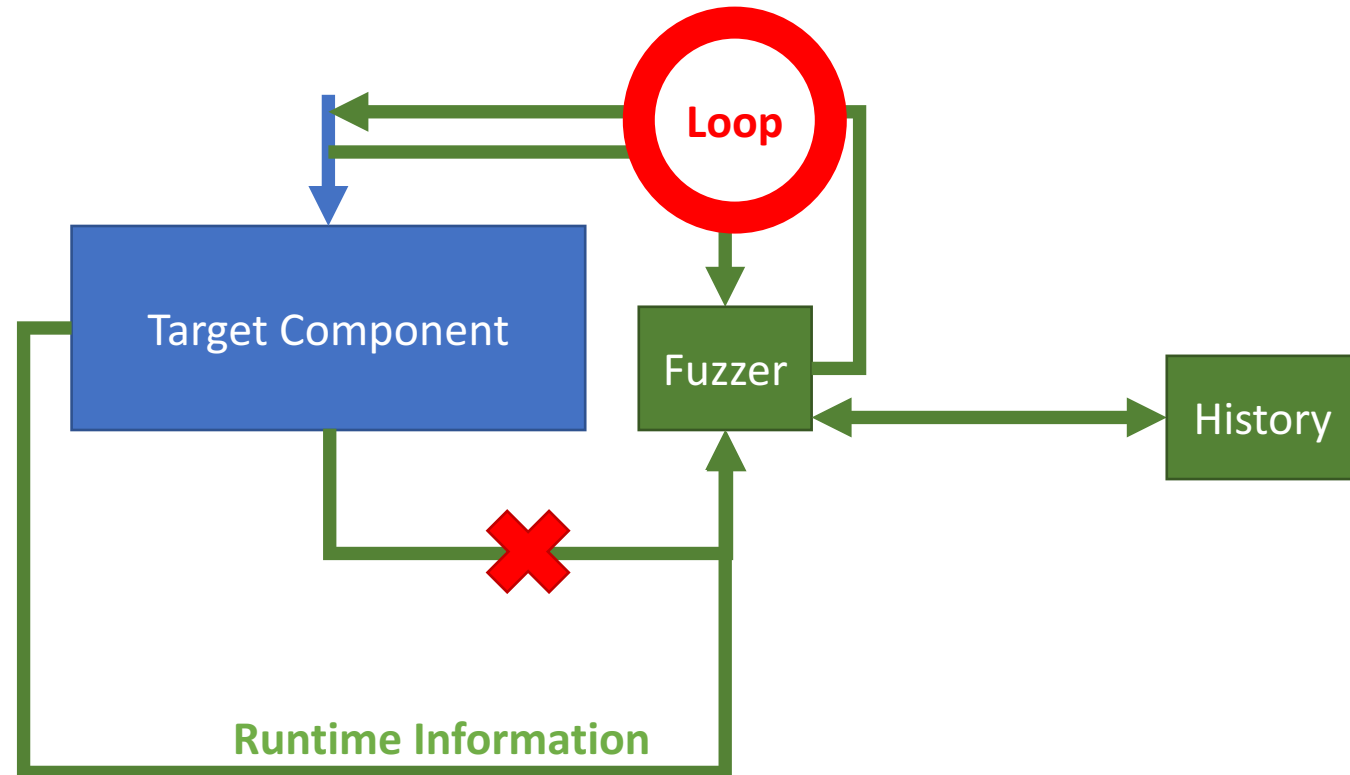 Loop
Target Component
Fuzzer
History
Runtime Information